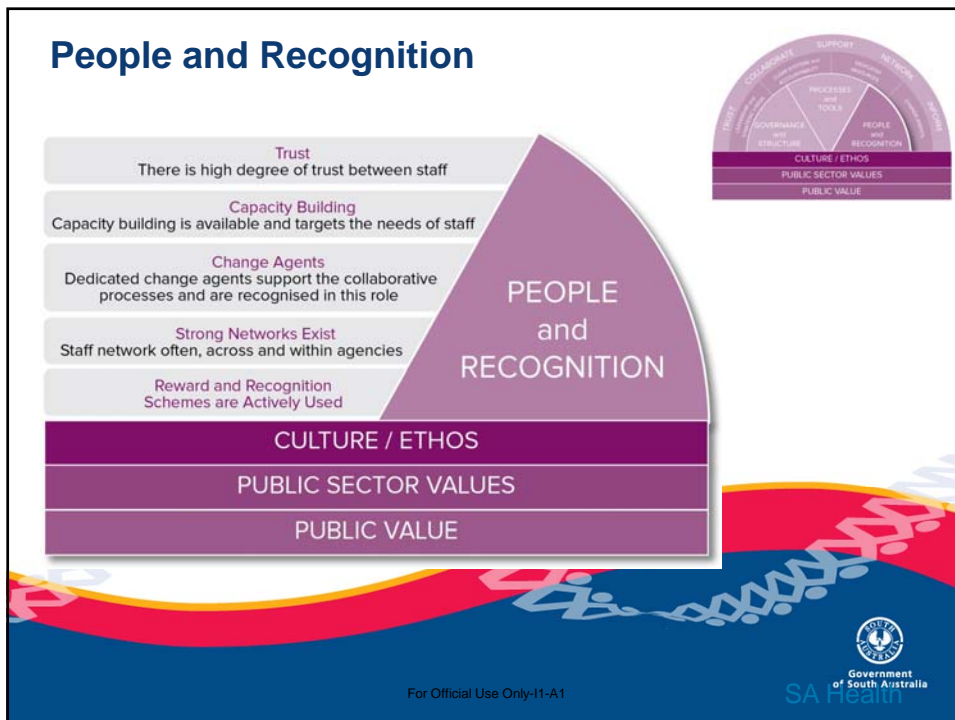 People and Recognition
Trust
There is high degree of trust between staff
Capacity Building
Capacity building is available and targets the needs of staff
Change Agents
Dedicated change agents support the collaborative
processes and are recognised in this role
Strong Networks Exist
Staff network often, across and within agencies
Reward and Recognition
Schemes are Actively Used
PEOPLE
and
RECOGNITION
CULTURE / ETHOS
PUBLIC SECTOR VALUES
PUBLIC VALUE
TRUST
COLLABORATE
SUPPORT
NETWORK
INFORM
GOVERNANCE
and
STRUCTURE
PROCESSES
and
TOOLS
PEOPLE
and
RECOGNITION
CULTURE / ETHOS
PUBLIC SECTOR VALUES
PUBLIC VALUE
SOUTH
AUSTRALIA
Government
of South Australia
SA Health
For Official Use Only-I1-A1